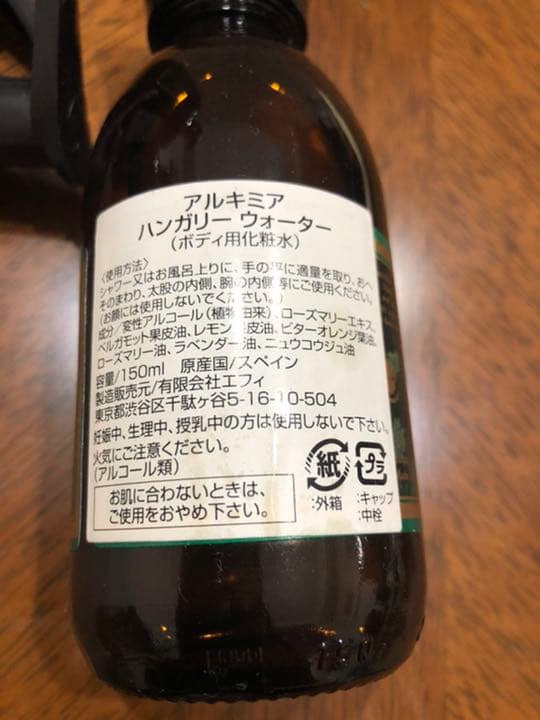 アルキミア
ハンガリー ウォーター
(ボディ用化粧水)
〈使用方法〉
シャワー又はお風呂上りに、手の平に適量を取り、おへ
そのまわり、太股の内側、腕の内側等にご使用ください。
(お顔には使用しないでください。)
成分/変性アルコール(植物由来)、ローズマリーエキス、
ベルガモット果皮油、レモン果皮油、ビターオレンジ葉油、
ローズマリー油、ラベンダー油、ニュウコウジュ油
容量/150ml 原産国/スペイン
製造販売元/有限会社エフィ
東京都渋谷区千駄ヶ谷5-16-10-504
妊娠中、生理中、授乳中の方は使用しないで下さい。
火気にご注意ください。
(アルコール類)
お肌に合わないときは、
ご使用をおやめ下さい。
紙
:外箱
プラ
:キャップ
:中栓